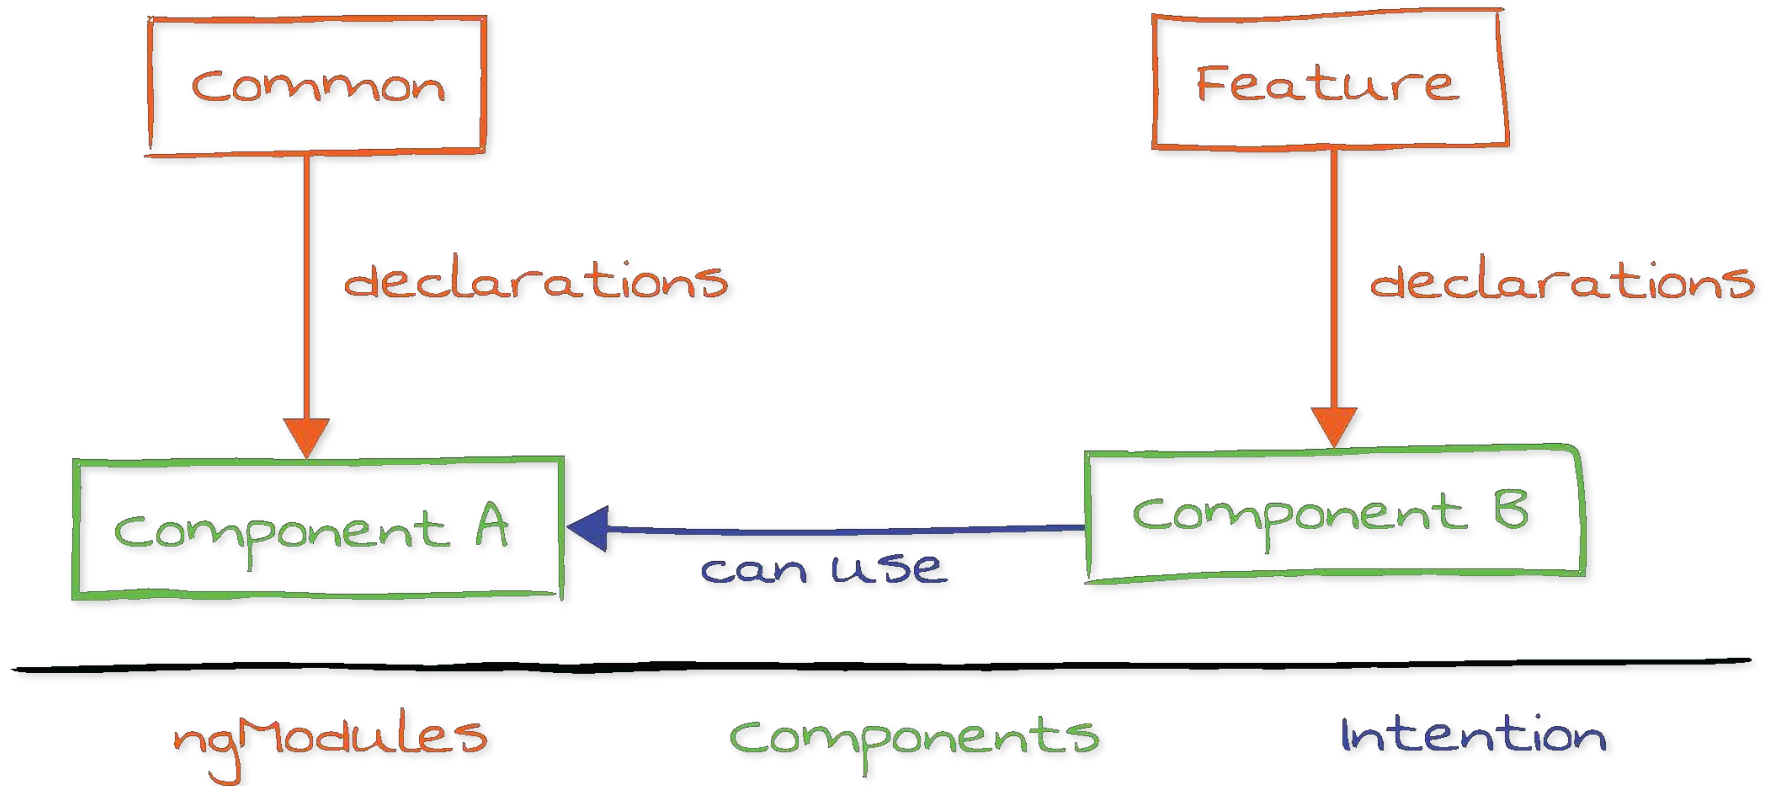 Common
Feature
declarations
declarations
Component A
Component B
can use
ngModules
Components
Intention